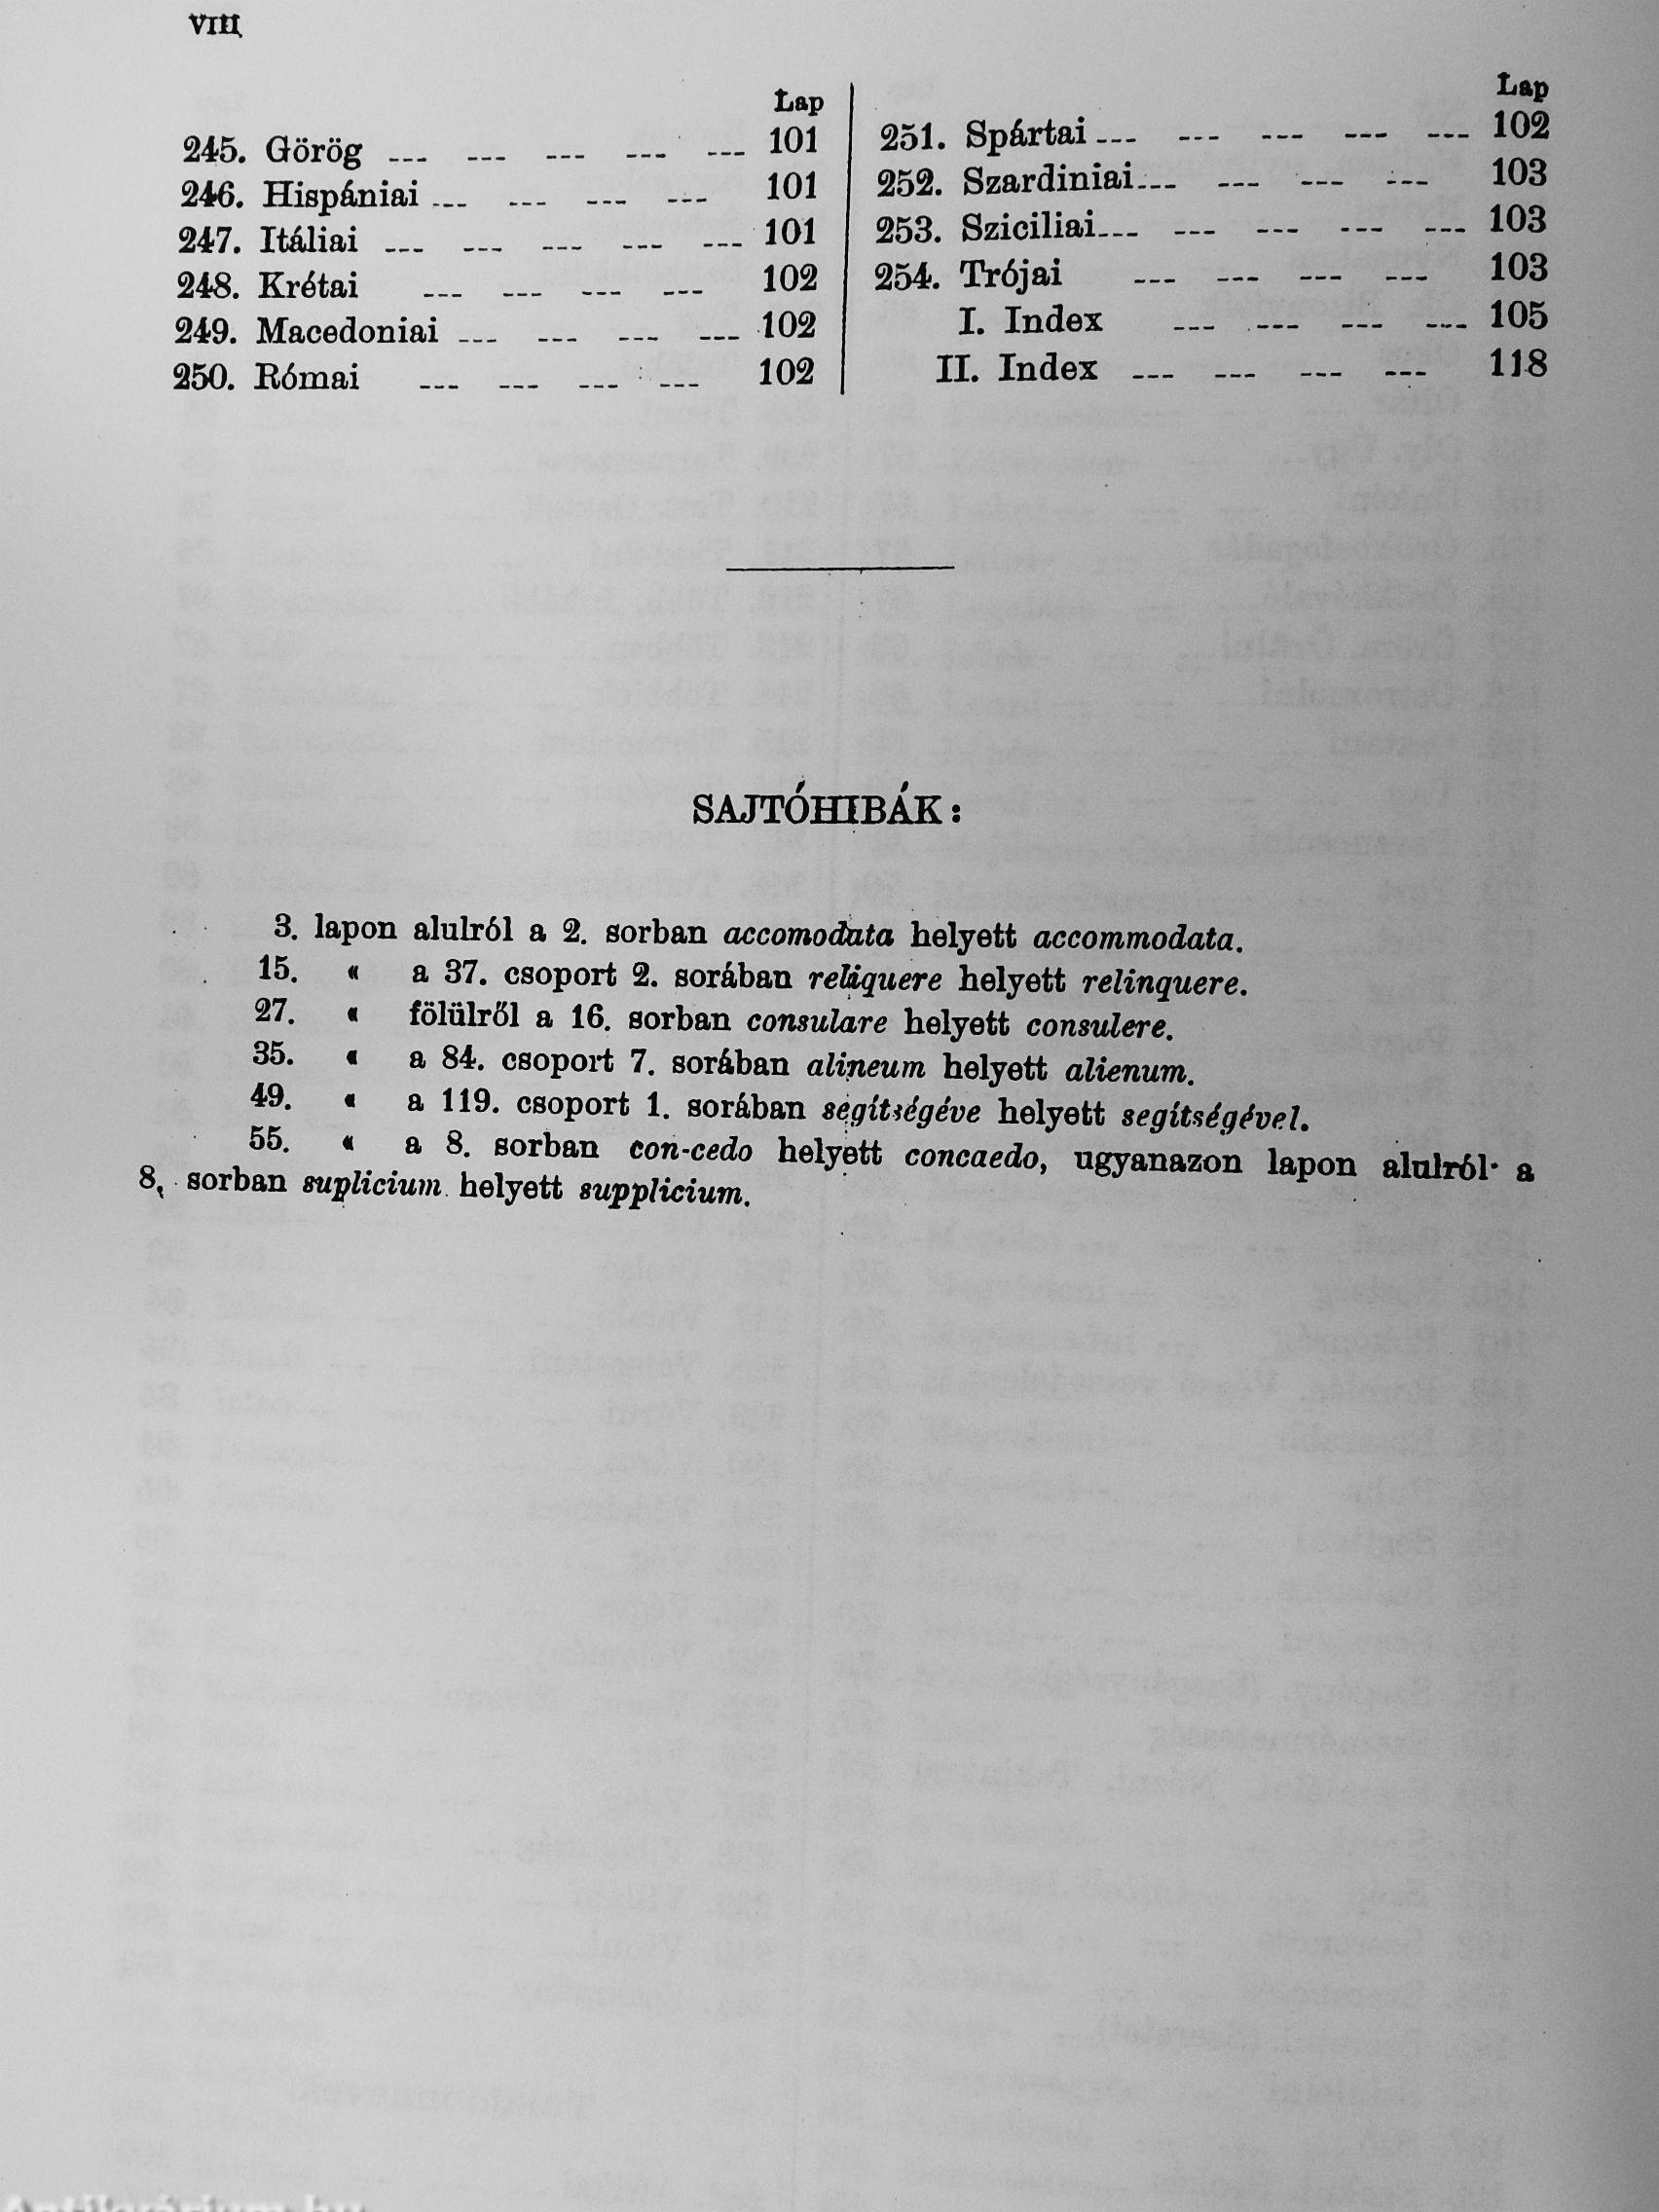 VIII
Lap
245. Görög --- --- --- --- --- 101
246. Hispániai --- --- --- --- 101
247. Itáliai --- --- --- --- --- 101
248. Krétai --- --- --- --- 102
249. Macedoniai --- --- --- --- 102
250. Római --- --- --- --- 102
Lap
251. Spártai --- --- --- --- --- 102
252. Szardiniai --- --- --- --- 103
253. Sziciliai --- --- --- --- --- 103
254. Trójai --- --- --- --- 103
I. Index --- --- --- --- 105
II. Index --- --- --- --- 118
SAJTÓHIBÁK:
3. lapon alulról a 2. sorban accomodata helyett accommodata.
15. « a 37. csoport 2. sorában reliquere helyett relinquere.
27. « fölülről a 16. sorban consulare helyett consulere.
35. « a 84. csoport 7. sorában alineum helyett alienum.
49. « a 119. csoport 1. sorában segítségéve helyett segítségével.
55. « a 8. sorban con-cedo helyett concaedo, ugyanazon lapon alulról a
8. sorban suplicium helyett supplicium.